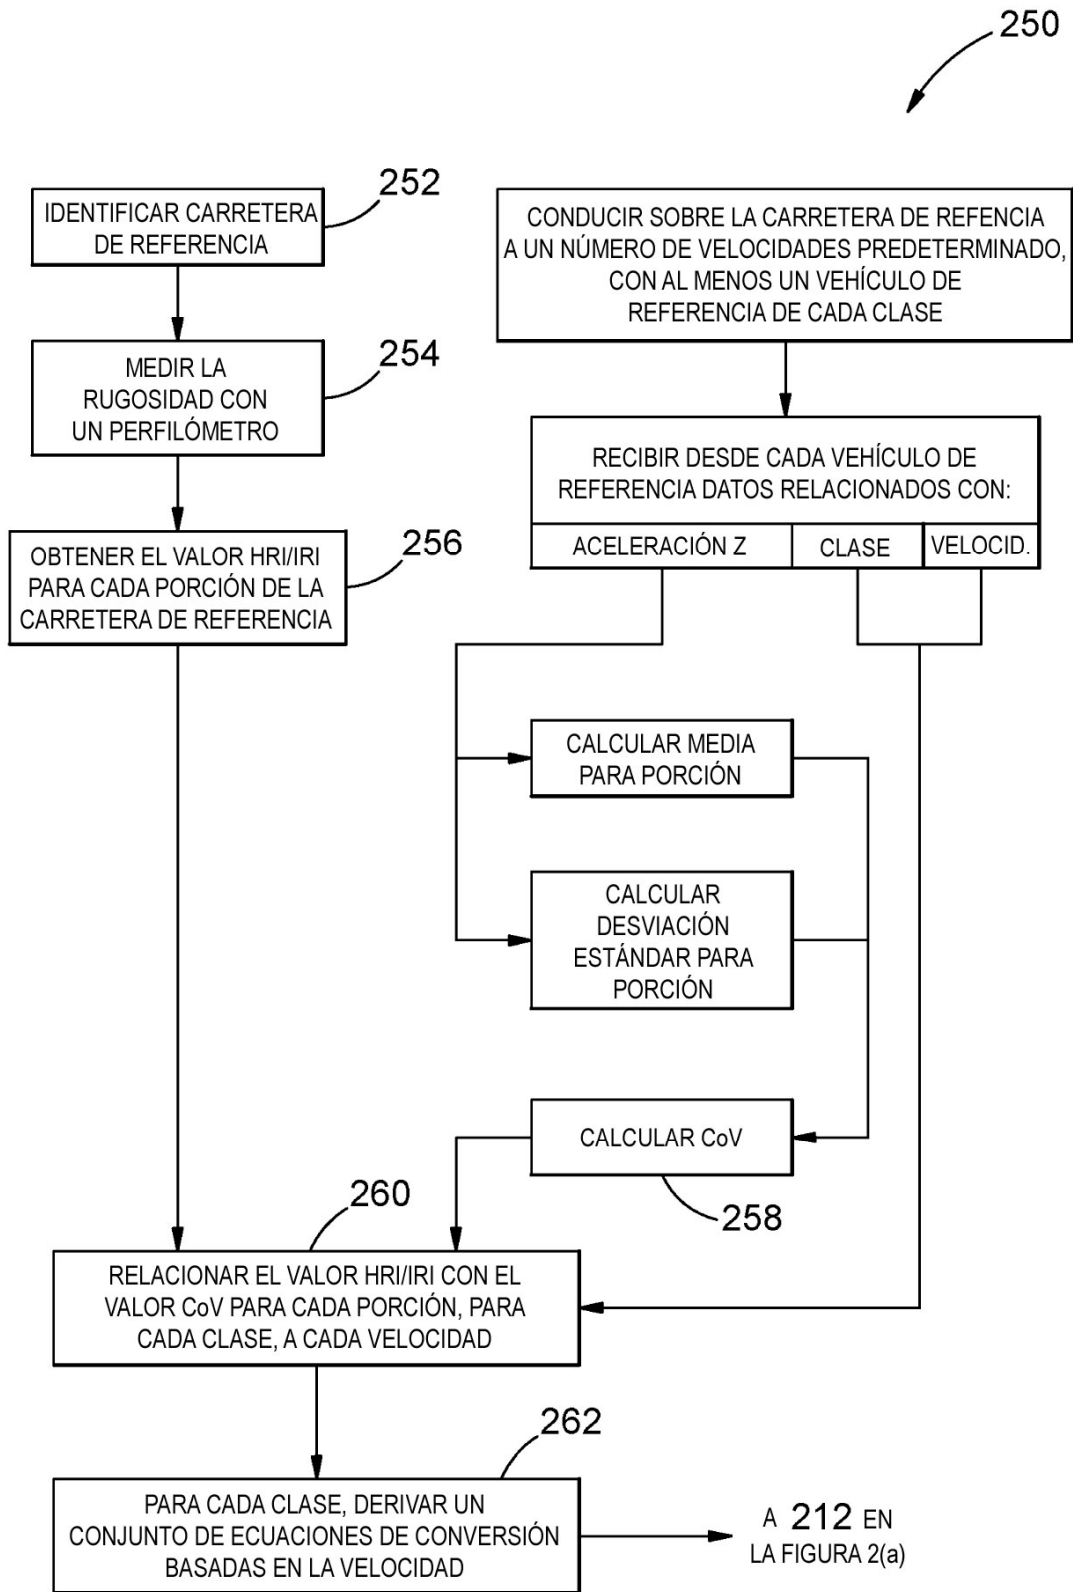 250
252
IDENTIFICAR CARRETERA
DE REFERENCIA
254
MEDIR LA
RUGOSIDAD CON
UN PERFILÓMETRO
256
OBTENER EL VALOR HRI/IRI
PARA CADA PORCIÓN DE LA
CARRETERA DE REFERENCIA
CONDUCIR SOBRE LA CARRETERA DE REFENCIA
A UN NÚMERO DE VELOCIDADES PREDETERMINADO,
CON AL MENOS UN VEHÍCULO DE
REFERENCIA DE CADA CLASE
RECIBIR DESDE CADA VEHÍCULO DE
REFERENCIA DATOS RELACIONADOS CON:
ACELERACIÓN Z CLASE VELOCID.
CALCULAR MEDIA
PARA PORCIÓN
CALCULAR
DESVIACIÓN
ESTÁNDAR PARA
PORCIÓN
CALCULAR CoV
258
260
RELACIONAR EL VALOR HRI/IRI CON EL
VALOR CoV PARA CADA PORCIÓN, PARA
CADA CLASE, A CADA VELOCIDAD
262
PARA CADA CLASE, DERIVAR UN
CONJUNTO DE ECUACIONES DE CONVERSIÓN
BASADAS EN LA VELOCIDAD
A 212 EN
LA FIGURA 2(a)